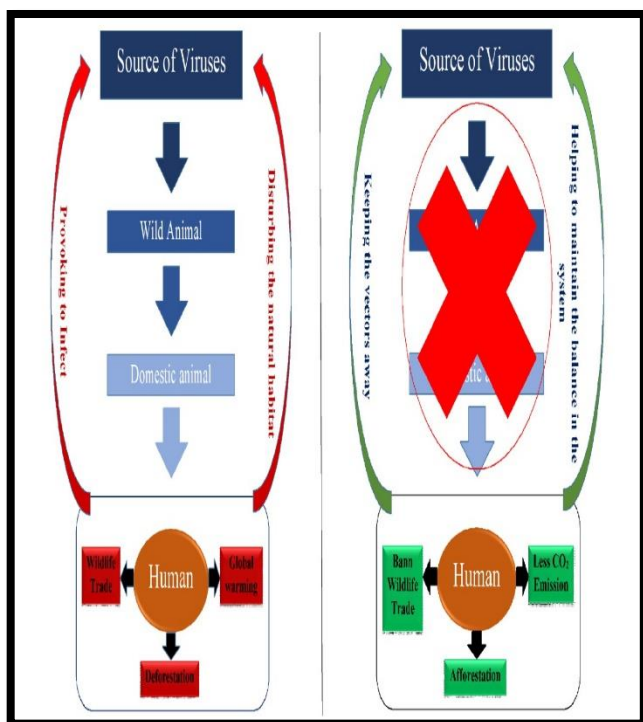 Source of Viruses
Wild Animal
Domestic animal
Provoking to Infect
Disturbing the natural habitat
Wildlife
Trade
Human
Global
warming
Deforestation
Source of Viruses
Keeping the vectors away
Helping to maintain the balance in the
system
Bann
Wildlife
Trade
Human
Less CO₂
Emission
Afforestation